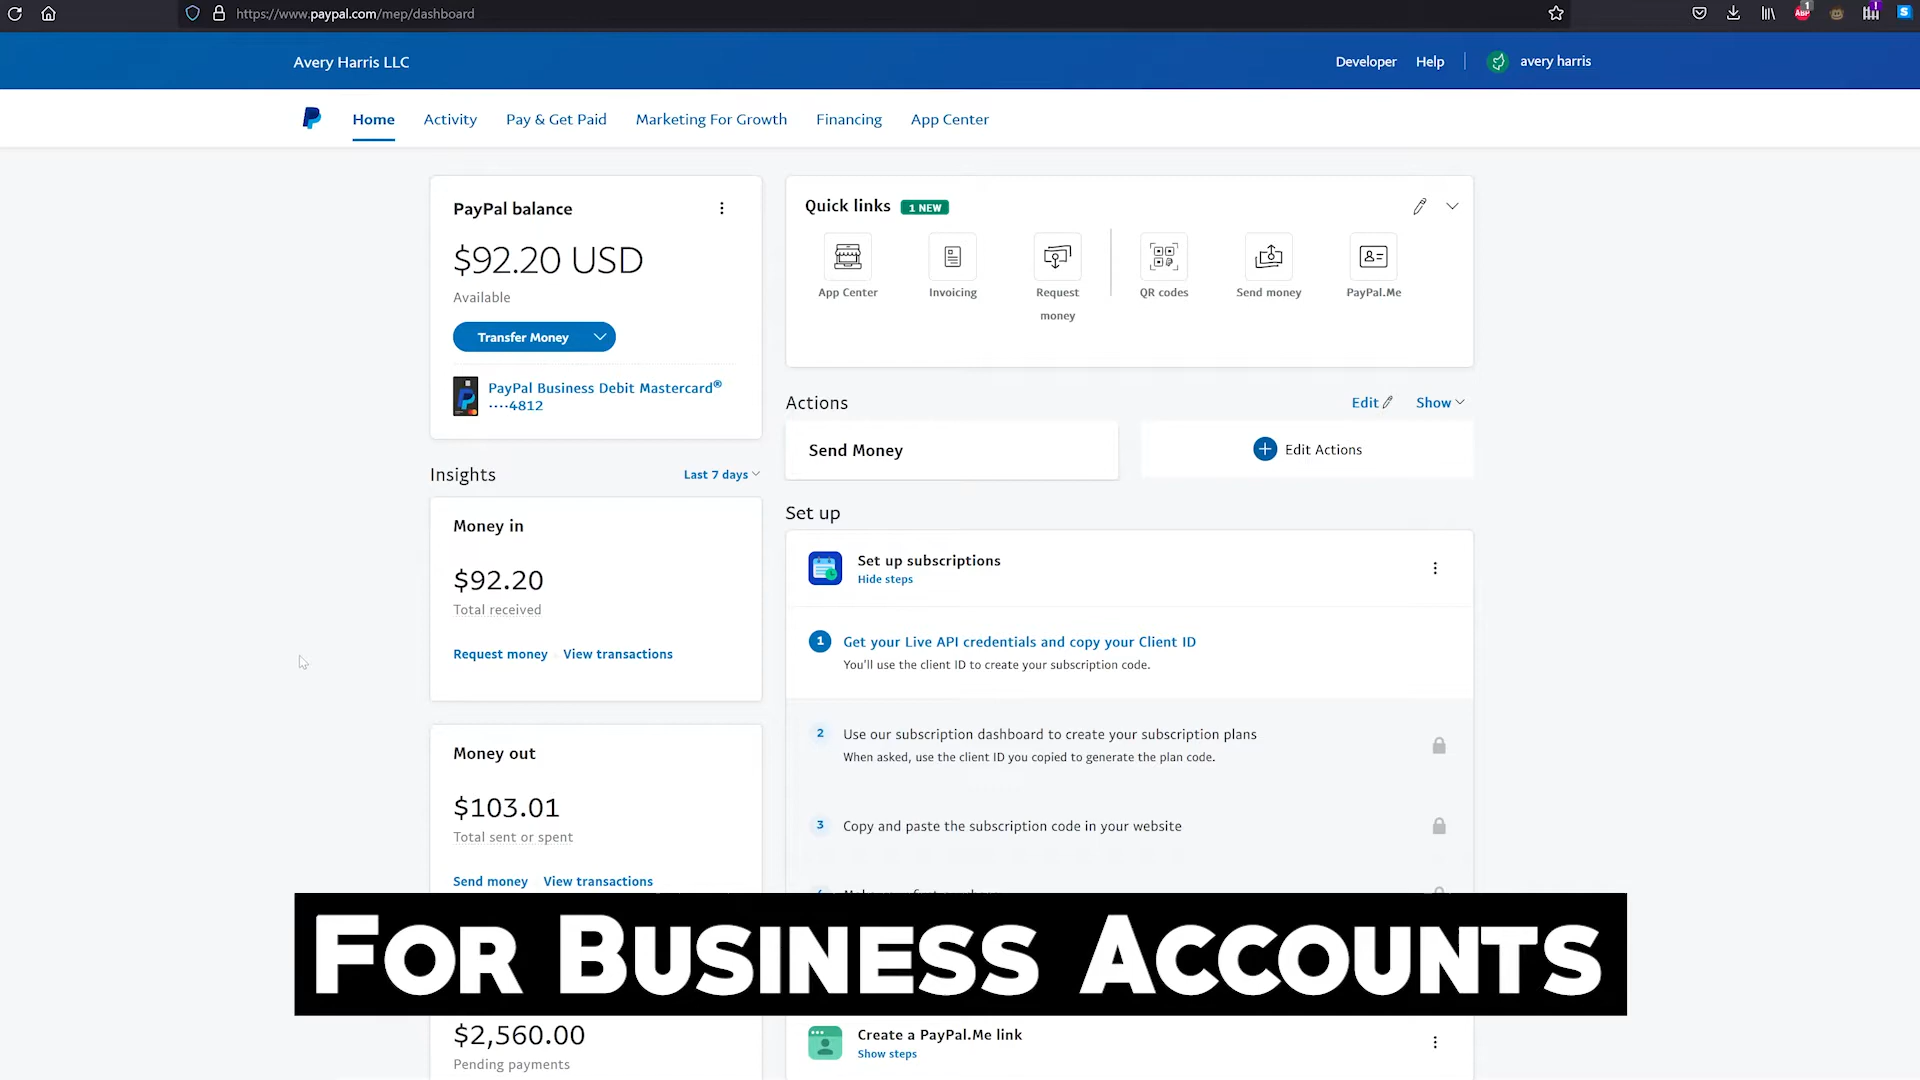 https://www.paypal.com/mep/dashboard
Avery Harris LLC
Developer
Help
avery harris
Home
Activity
Pay & Get Paid
Marketing For Growth
Financing
App Center
PayPal balance
$92.20 USD
Available
Transfer Money
PayPal Business Debit Mastercard®
····4812
Quick links
1 NEW
App Center
Invoicing
Request
money
QR codes
Send money
PayPal.Me
Actions
Edit
Show
Send Money
Edit Actions
Insights
Last 7 days
Money in
$92.20
Total received
Request money
View transactions
Money out
$103.01
Total sent or spent
Send money
View transactions
Set up
Set up subscriptions
Hide steps
1
Get your Live API credentials and copy your Client ID
You'll use the client ID to create your subscription code.
2
Use our subscription dashboard to create your subscription plans
When asked, use the client ID you copied to generate the plan code.
3
Copy and paste the subscription code in your website
FOR BUSINESS ACCOUNTS
$2,560.00
Pending payments
Create a PayPal.Me link
Show steps